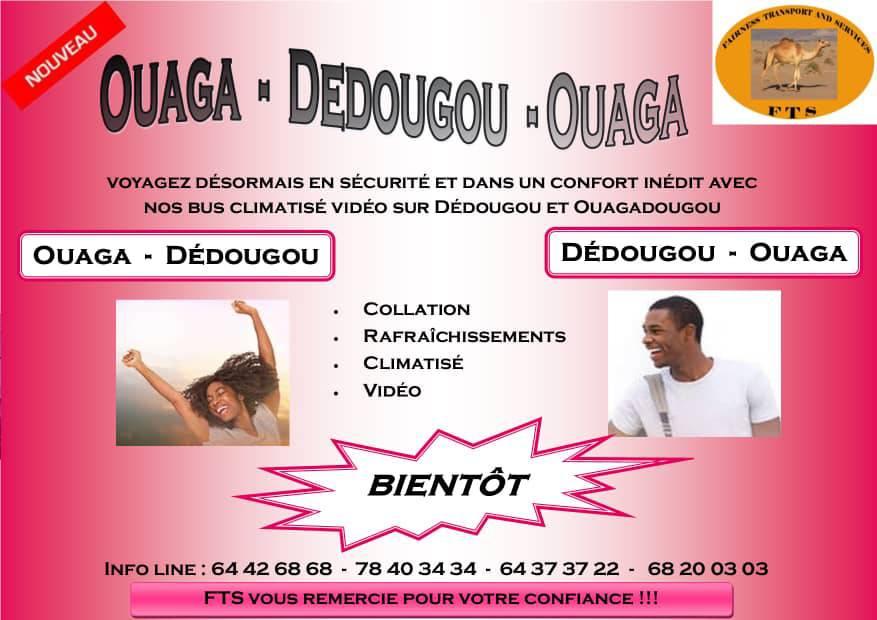 NOUVEAU
OUAGA - DEDOUGOU - OUAGA
FAIRNESS TRANSPORT AND SERVICES
FTS
VOYAGEZ DÉSORMAIS EN SÉCURITÉ ET DANS UN CONFORT INÉDIT AVEC
NOS BUS CLIMATISÉ VIDÉO SUR DÉDOUGOU ET OUAGADOUGOU
OUAGA - DÉDOUGOU
DÉDOUGOU - OUAGA
• COLLATION
• RAFRAÎCHISSEMENTS
• CLIMATISÉ
• VIDÉO
BIENTÔT
INFO LINE : 64 42 68 68 - 78 40 34 34 - 64 37 37 22 - 68 20 03 03
FTS VOUS REMERCIE POUR VOTRE CONFIANCE !!!